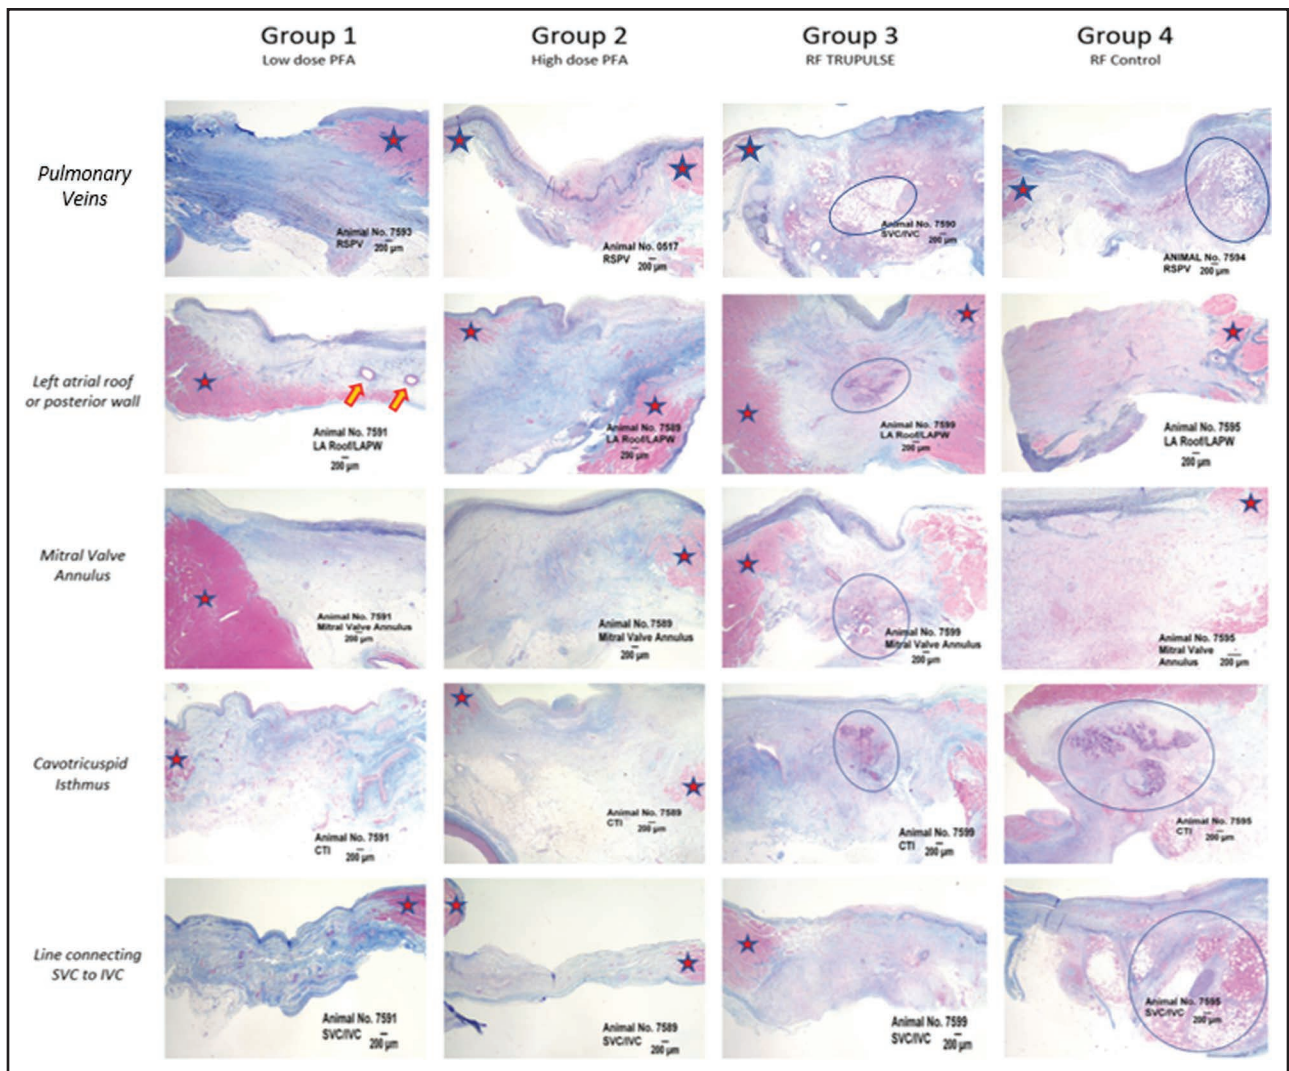 Group 1
Low dose PFA
Group 2
High dose PFA
Group 3
RF TRUPULSE
Group 4
RF Control
Pulmonary
Veins
Animal No. 7593
RSPV
200 µm
Animal No. 0517
RSPV
200 µm
Animal No. 7590
SVC/IVC
200 µm
ANIMAL No. 7594
RSPV
200 µm
Left atrial roof
or posterior wall
Animal No. 7591
LA Roof/LAPW
200 µm
Animal No. 7589
LA Roof/LAPW
200 µm
Animal No. 7599
LA Roof/LAPW
200 µm
Animal No. 7595
LA Roof/LAPW
200 µm
Mitral Valve
Annulus
Animal No. 7591
Mitral Valve Annulus
200 µm
Animal No. 7589
Mitral Valve Annulus
200 µm
Animal No. 7599
Mitral Valve Annulus
200 µm
Animal No. 7595
Mitral Valve
Annulus
200 µm
Cavotricuspid
Isthmus
Animal No. 7591
CTI
200 µm
Animal No. 7589
CTI
200 µm
Animal No. 7599
CTI
200 µm
Animal No. 7595
CTI
200 µm
Line connecting
SVC to IVC
Animal No. 7591
SVC/IVC
200 µm
Animal No. 7589
SVC/IVC
200 µm
Animal No. 7599
SVC/IVC
200 µm
Animal No. 7595
SVC/IVC
200 µm